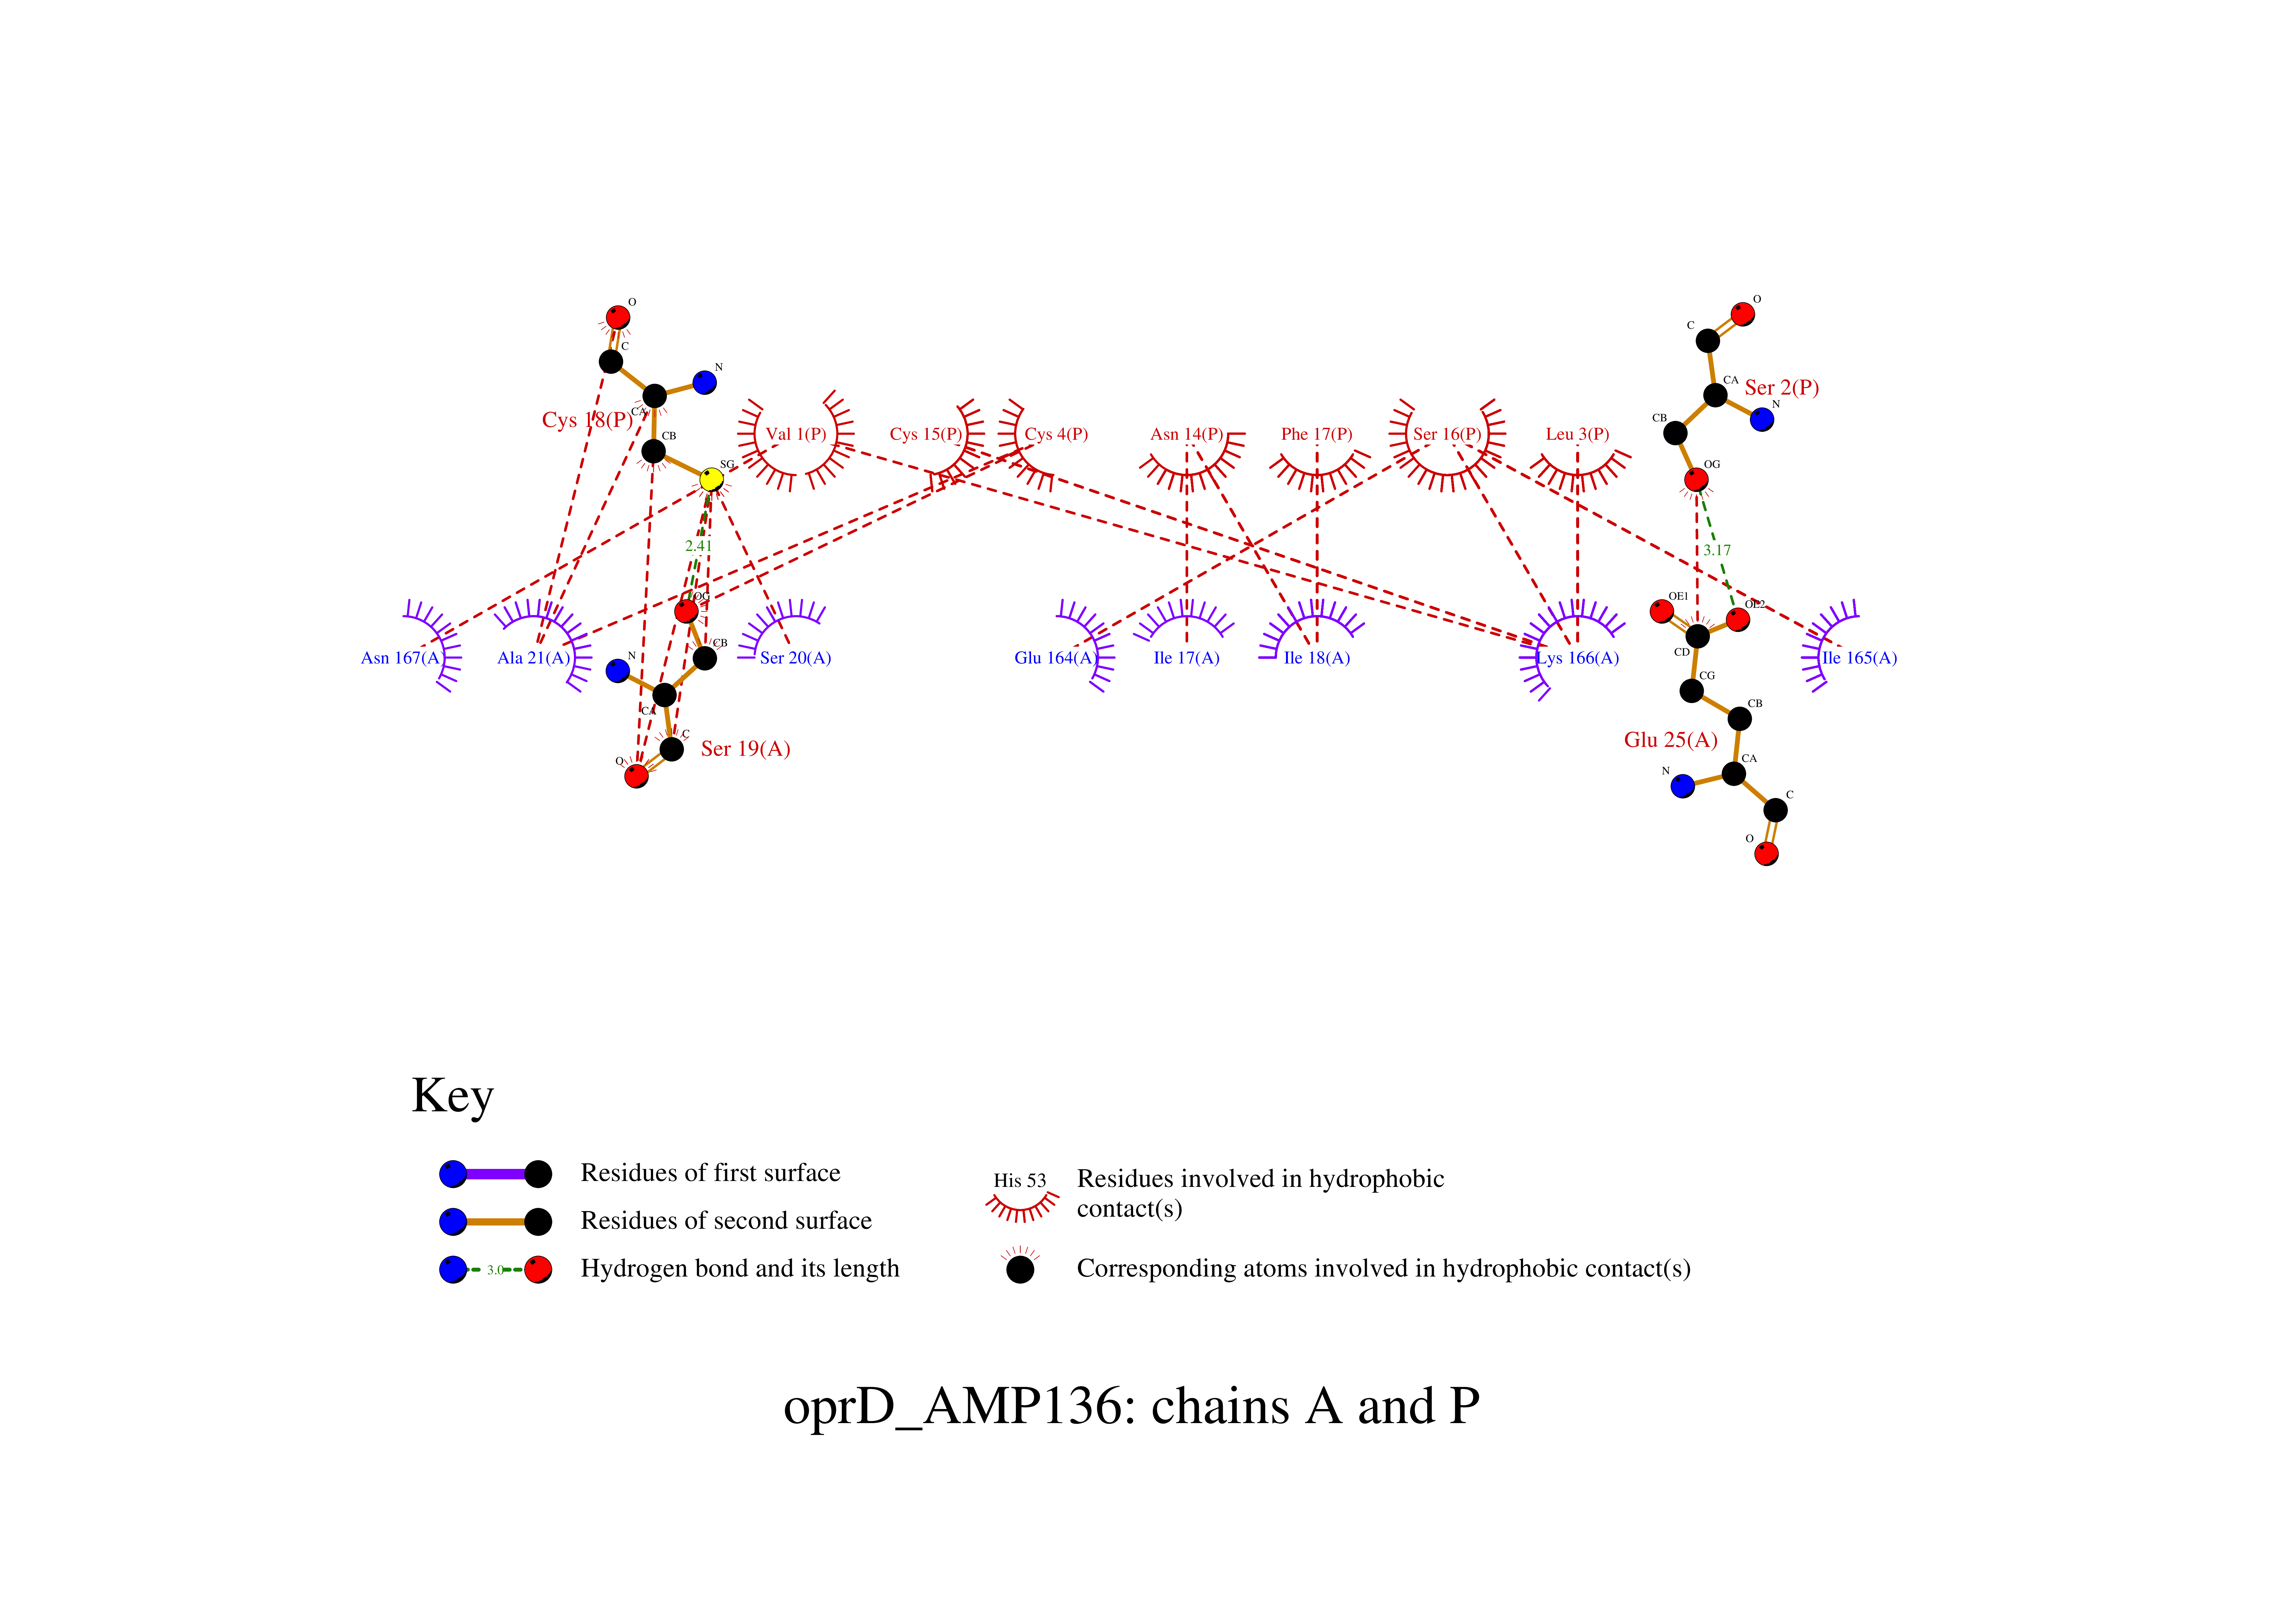 O
C
N
CA
Cys 18(P)
CB
SG
Val 1(P)
Cys 15(P)
Cys 4(P)
Asn 14(P)
Phe 17(P)
Ser 16(P)
Leu 3(P)
O
C
CA
Ser 2(P)
N
CB
OG
2.41
3.17
OG
OE1
OE2
CB
N
CD
Asn 167(A)
Ala 21(A)
Ser 20(A)
Glu 164(A)
Ile 17(A)
Ile 18(A)
Lys 166(A)
Ile 165(A)
CA
C
Ser 19(A)
O
CG
CB
Glu 25(A)
CA
N
C
O
Key
Residues of first surface
Residues of second surface
3.0
Hydrogen bond and its length
His 53
Residues involved in hydrophobic
contact(s)
Corresponding atoms involved in hydrophobic contact(s)
oprD_AMP136: chains A and P